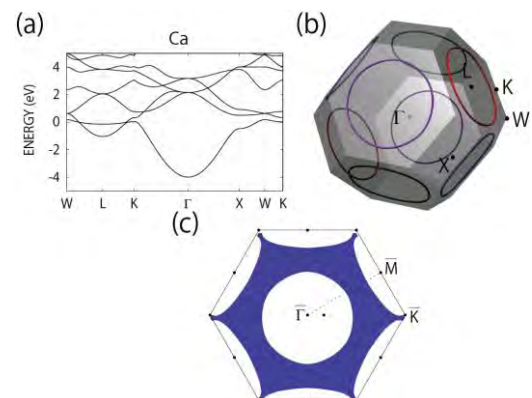 (a)
Ca
ENERGY (eV)
4
2
0
-2
-4
W L K Γ X W K
(b)
L
K
Γ
W
X
(c)
M̅
Γ̅
K̅